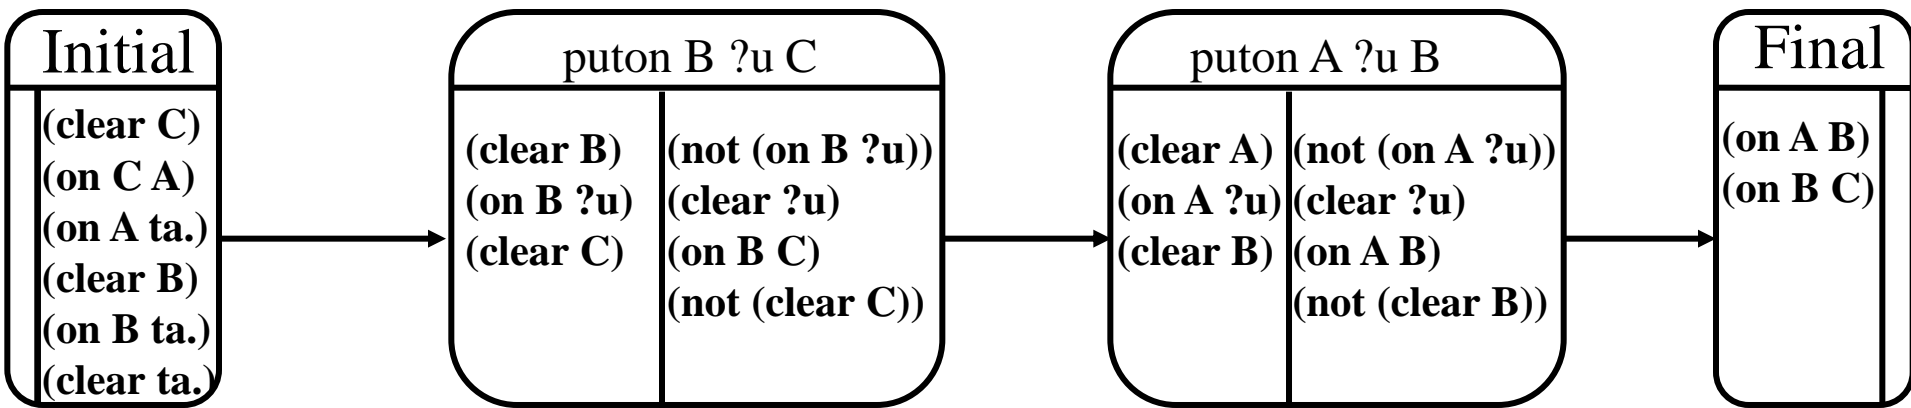 Initial
(clear C)
(on C A)
(on A ta.)
(clear B)
(on B ta.)
(clear ta.)
puton B ?u C
(clear B)
(on B ?u)
(clear C)
(not (on B ?u))
(clear ?u)
(on B C)
(not (clear C))
puton A ?u B
(clear A)
(on A ?u)
(clear B)
(not (on A ?u))
(clear ?u)
(on A B)
(not (clear B))
Final
(on A B)
(on B C)